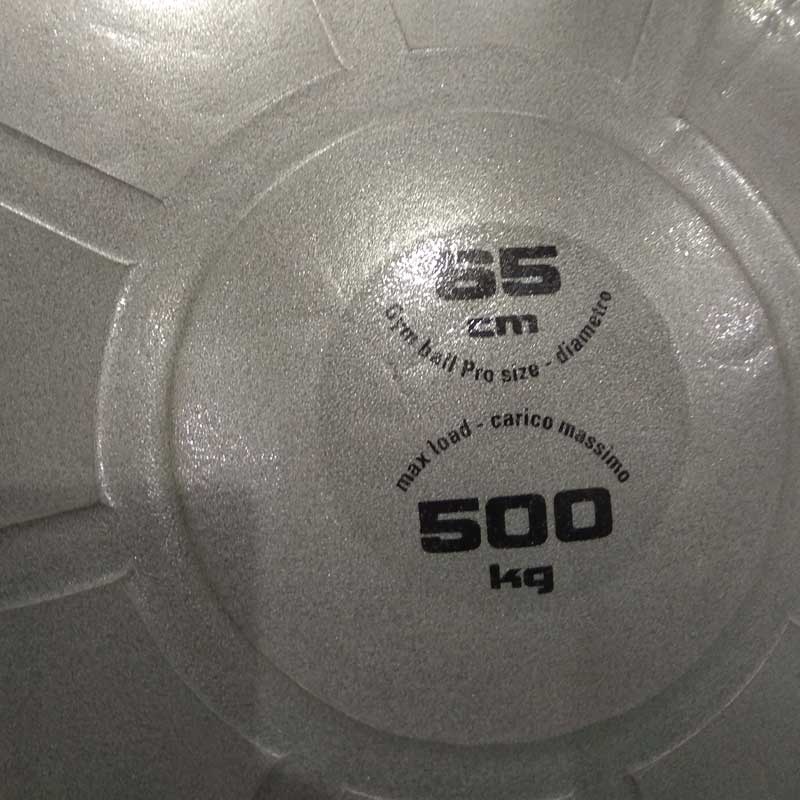 65
cm
Gym ball Pro size - diametro
max load - carico massimo
500
kg